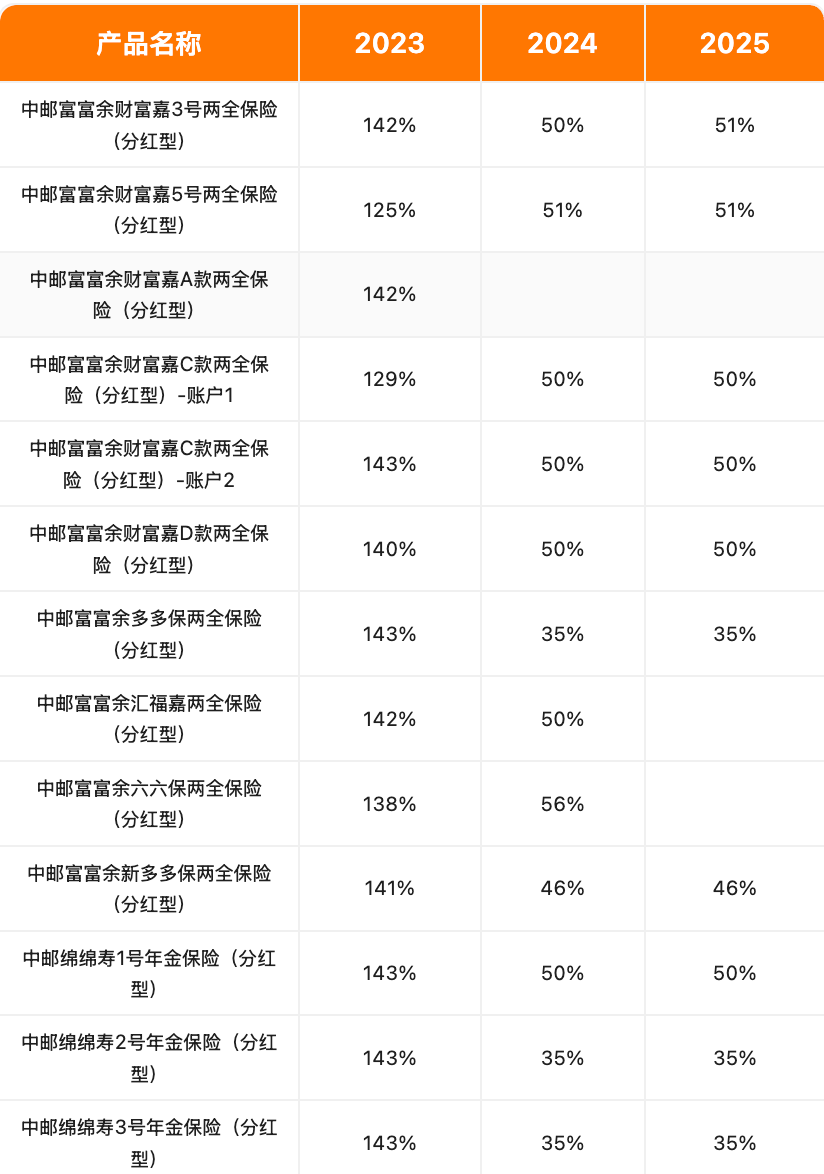 产品名称 2023 2024 2025
中邮富富余财富嘉3号两全保险
（分红型） 142% 50% 51%
中邮富富余财富嘉5号两全保险
（分红型） 125% 51% 51%
中邮富富余财富嘉A款两全保
险（分红型） 142%
中邮富富余财富嘉C款两全保
险（分红型）-账户1 129% 50% 50%
中邮富富余财富嘉C款两全保
险（分红型）-账户2 143% 50% 50%
中邮富富余财富嘉D款两全保
险（分红型） 140% 50% 50%
中邮富富余多多保两全保险
（分红型） 143% 35% 35%
中邮富富余汇福嘉两全保险
（分红型） 142% 50%
中邮富富余六六保两全保险
（分红型） 138% 56%
中邮富富余新多多保两全保险
（分红型） 141% 46% 46%
中邮绵绵寿1号年金保险（分红
型） 143% 50% 50%
中邮绵绵寿2号年金保险（分红
型） 143% 35% 35%
中邮绵绵寿3号年金保险（分红
型） 143% 35% 35%